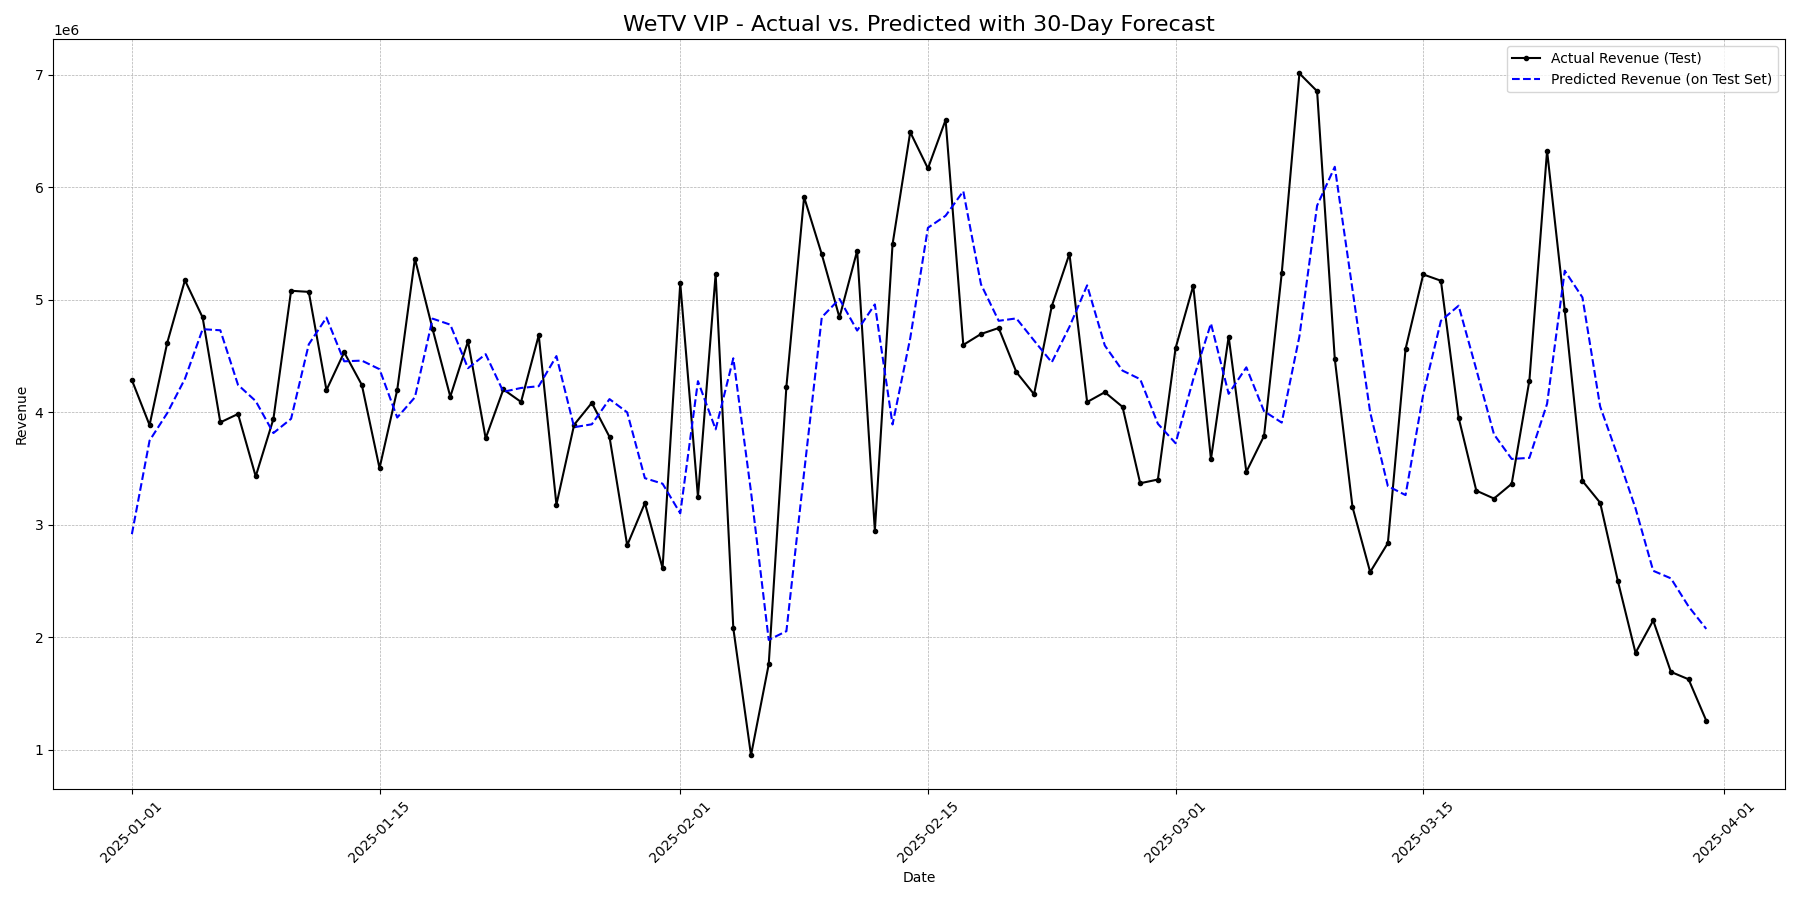 WeTV VIP - Actual vs. Predicted with 30-Day Forecast
1e6
Actual Revenue (Test)
Predicted Revenue (on Test Set)
7
6
5
4
3
2
1
Revenue
2025-01-01
2025-01-15
2025-02-01
2025-02-15
2025-03-01
2025-03-15
2025-04-01
Date